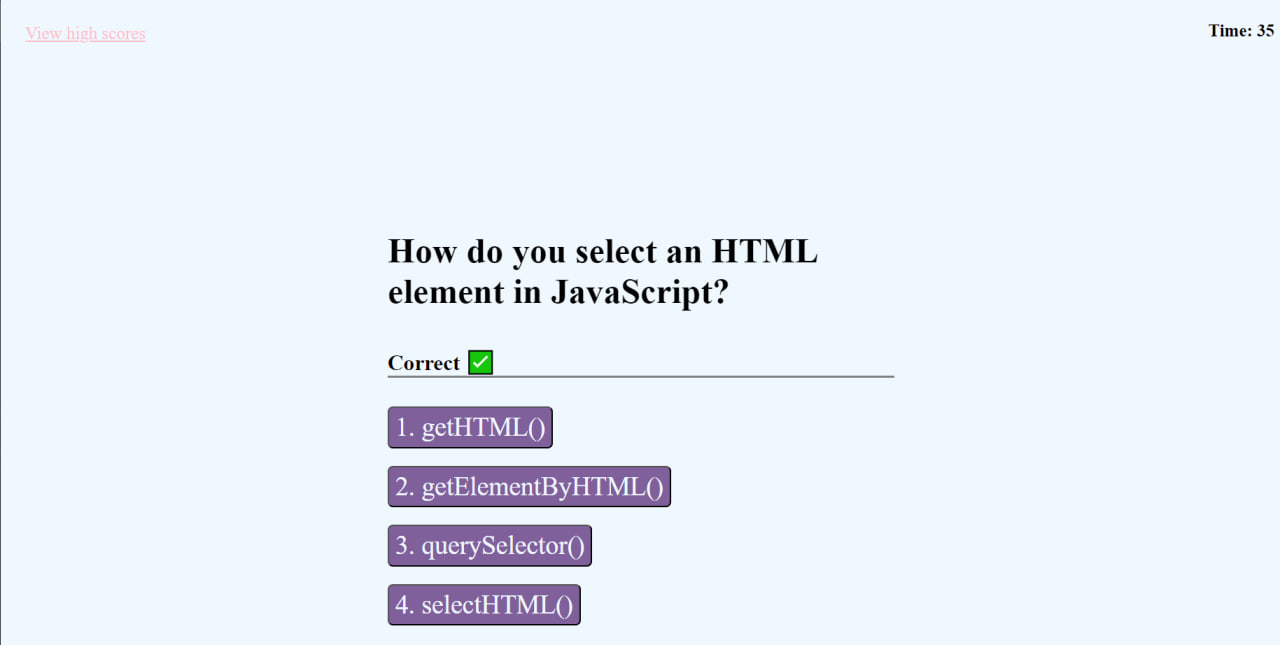 View high scores
Time: 35
How do you select an HTML
element in JavaScript?
Correct ✅
1. getHTML()
2. getElementByHTML()
3. querySelector()
4. selectHTML()